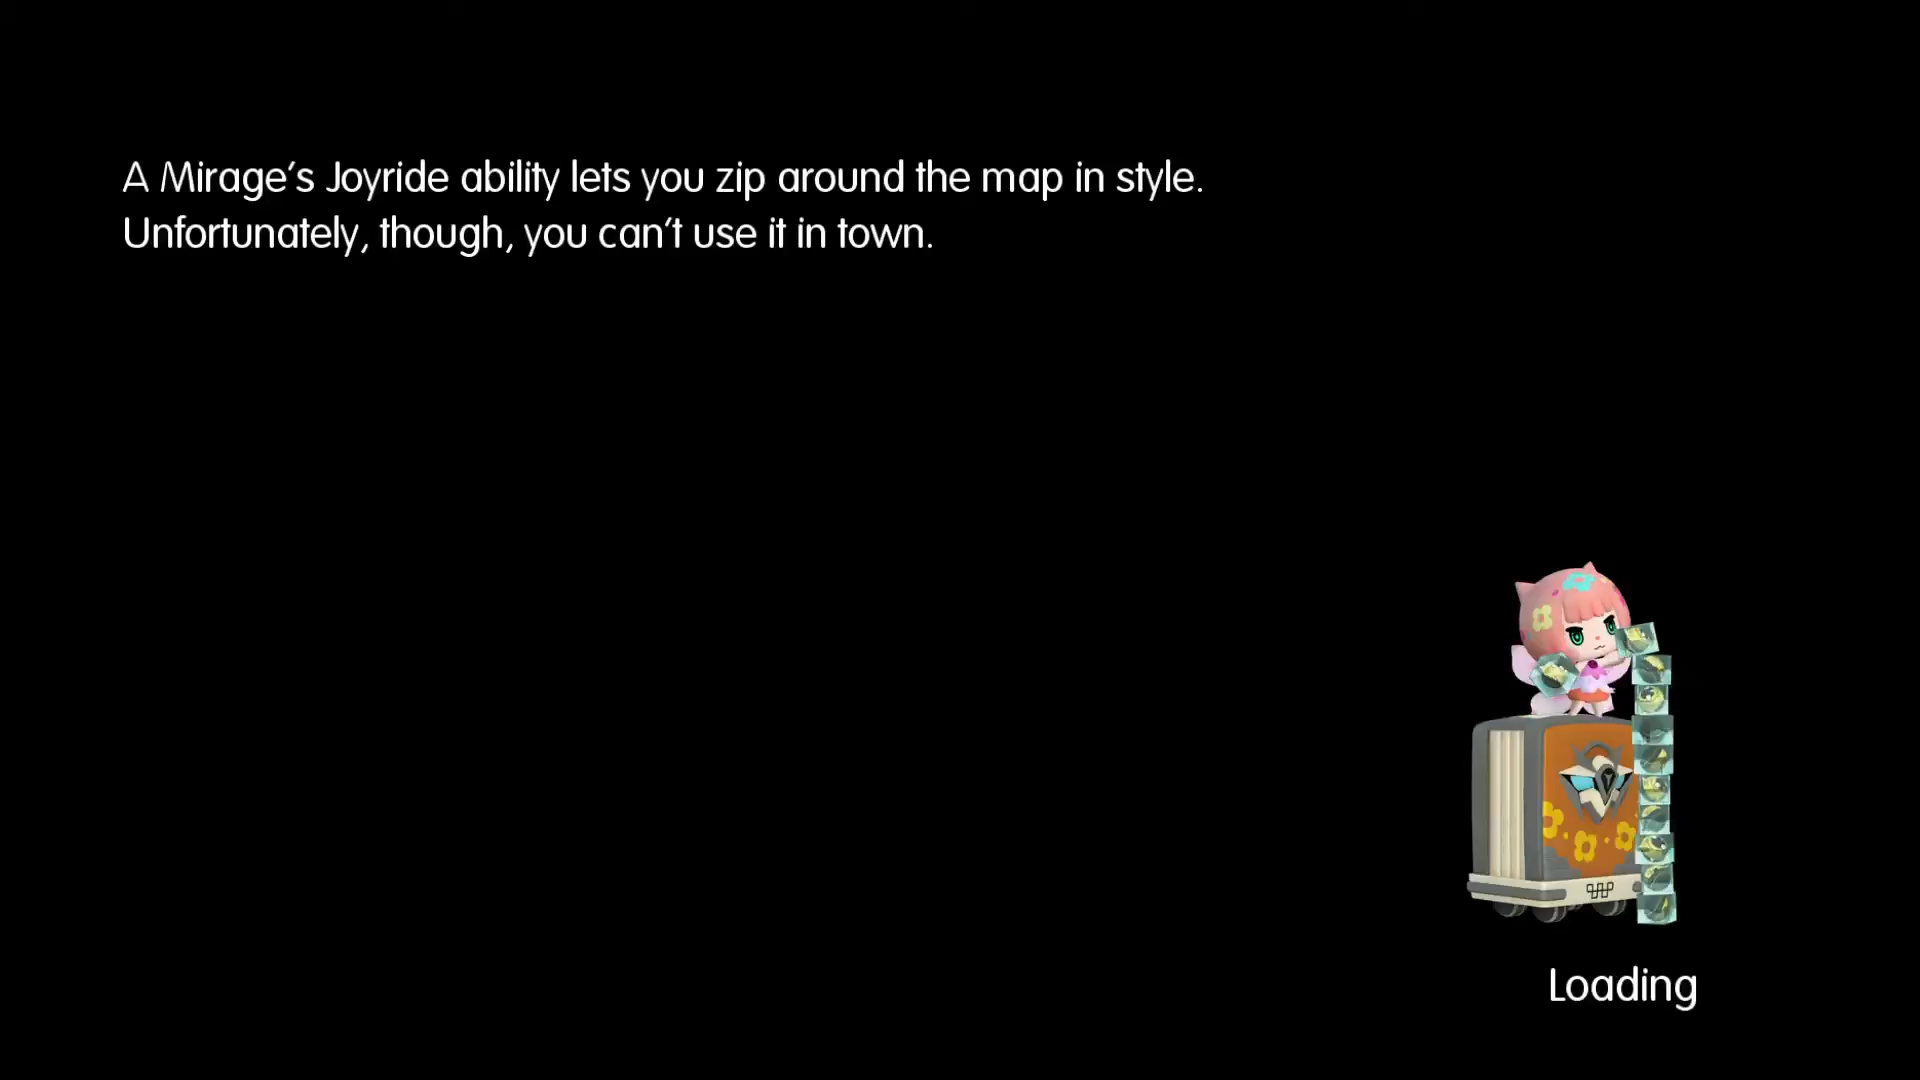 A Mirage's Joyride ability lets you zip around the map in style.
Unfortunately, though, you can't use it in town.
Loading